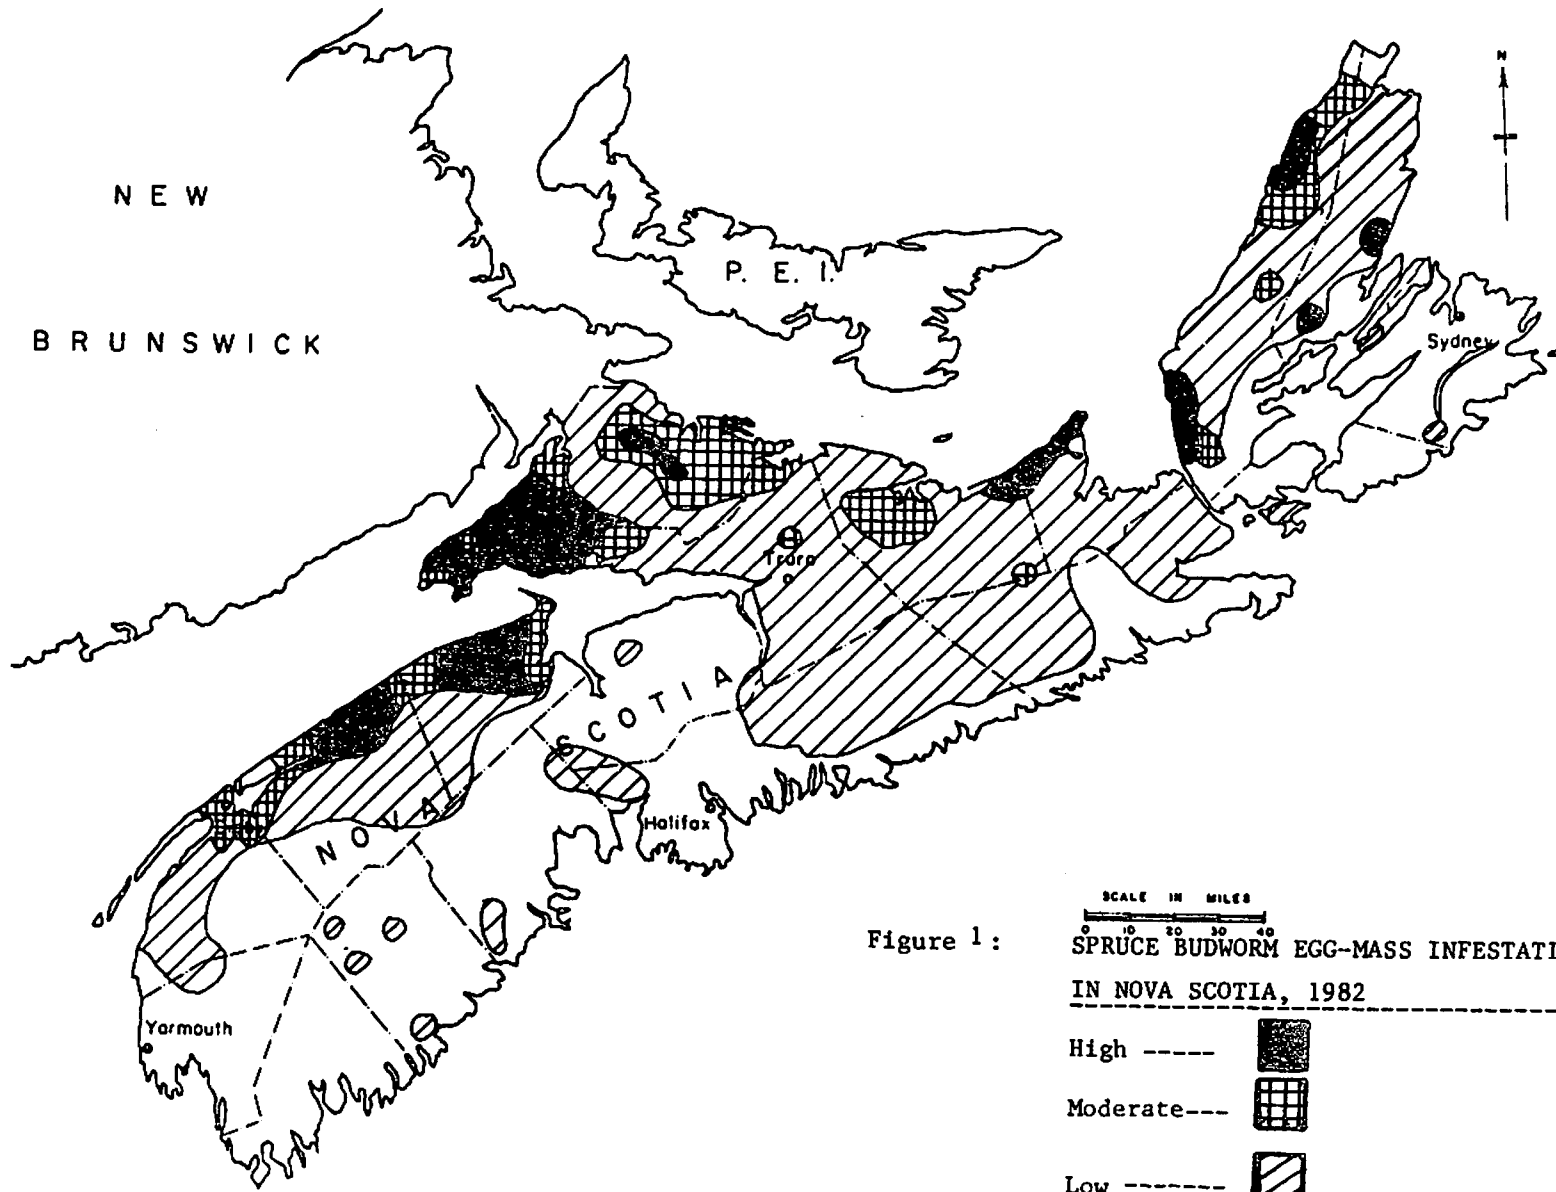 N
NEW
P. E. I.
BRUNSWICK
Sydney
Truro
SCOTIA
NOVA
Halifax
Yarmouth
SCALE IN MILES
0 10 20 30 40
Figure 1:
SPRUCE BUDWORM EGG-MASS INFESTATI
IN NOVA SCOTIA, 1982
High -----
Moderate---
Low -------